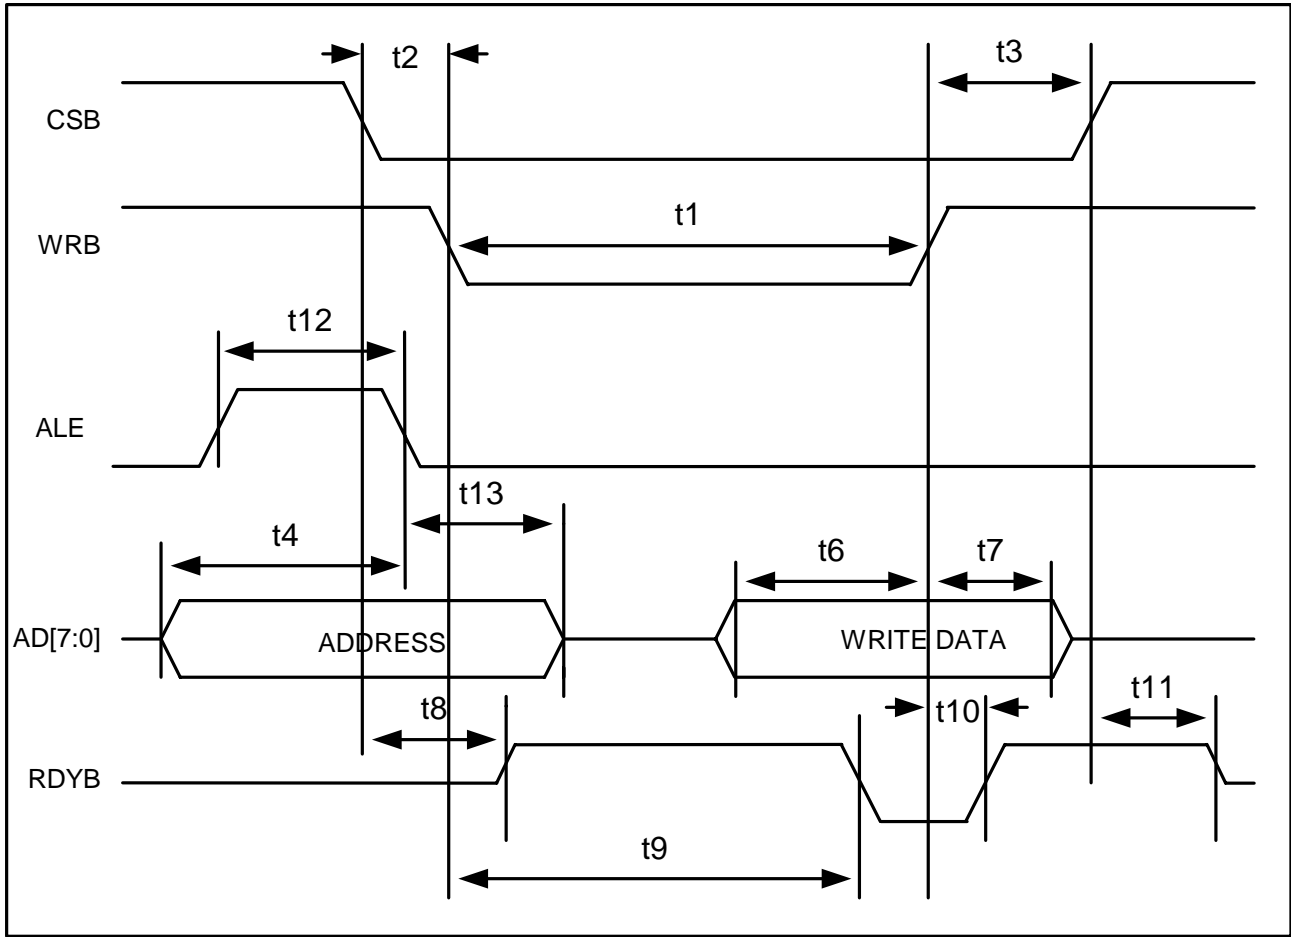 t2
t3
CSB
t1
WRB
t12
ALE
t13
t4
t6
t7
AD[7:0]
ADDRESS
WRITE DATA
t8
t10
t11
RDYB
t9